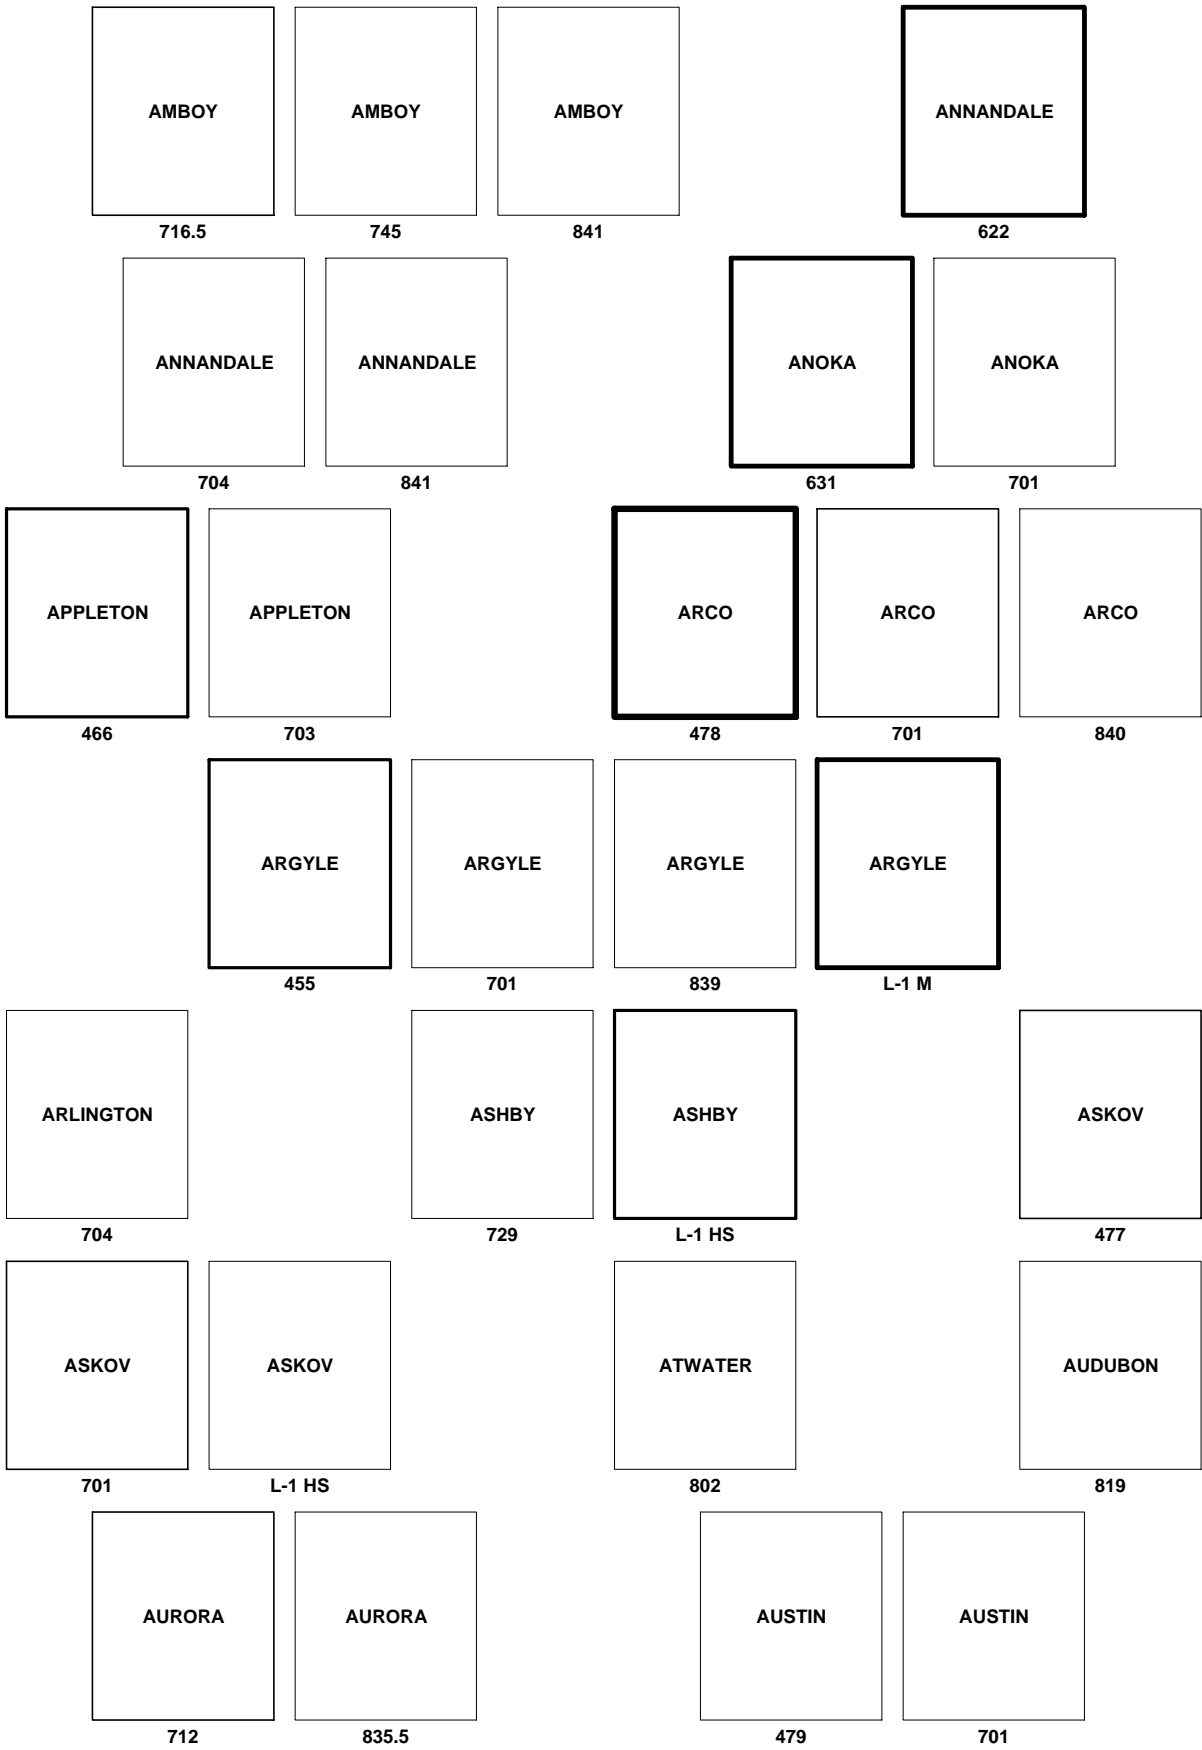 AMBOY AMBOY AMBOY ANNANDALE
716.5 745 841 622
ANNANDALE ANNANDALE ANOKA ANOKA
704 841 631 701
APPLETON APPLETON ARCO ARCO ARCO
466 703 478 701 840
ARGYLE ARGYLE ARGYLE ARGYLE
455 701 839 L-1 M
ARLINGTON ASHBY ASHBY ASKOV
704 729 L-1 HS 477
ASKOV ASKOV ATWATER AUDUBON
701 L-1 HS 802 819
AURORA AURORA AUSTIN AUSTIN
712 835.5 479 701